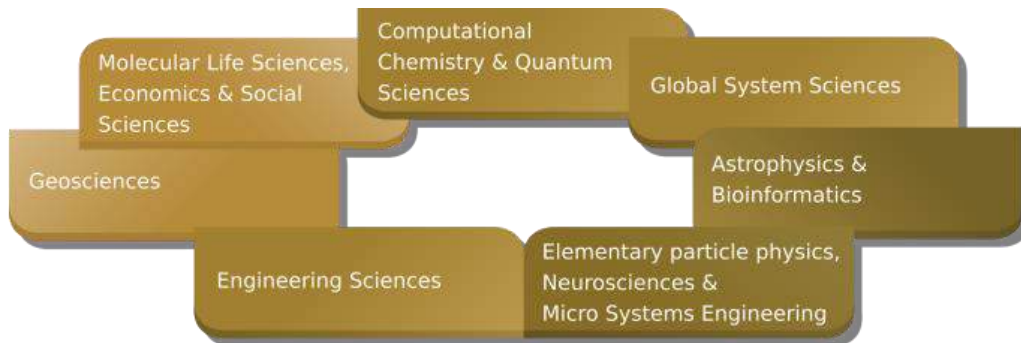 Computational
Chemistry & Quantum
Sciences
Molecular Life Sciences,
Economics & Social
Sciences
Global System Sciences
Geosciences
Astrophysics &
Bioinformatics
Engineering Sciences
Elementary particle physics,
Neurosciences &
Micro Systems Engineering